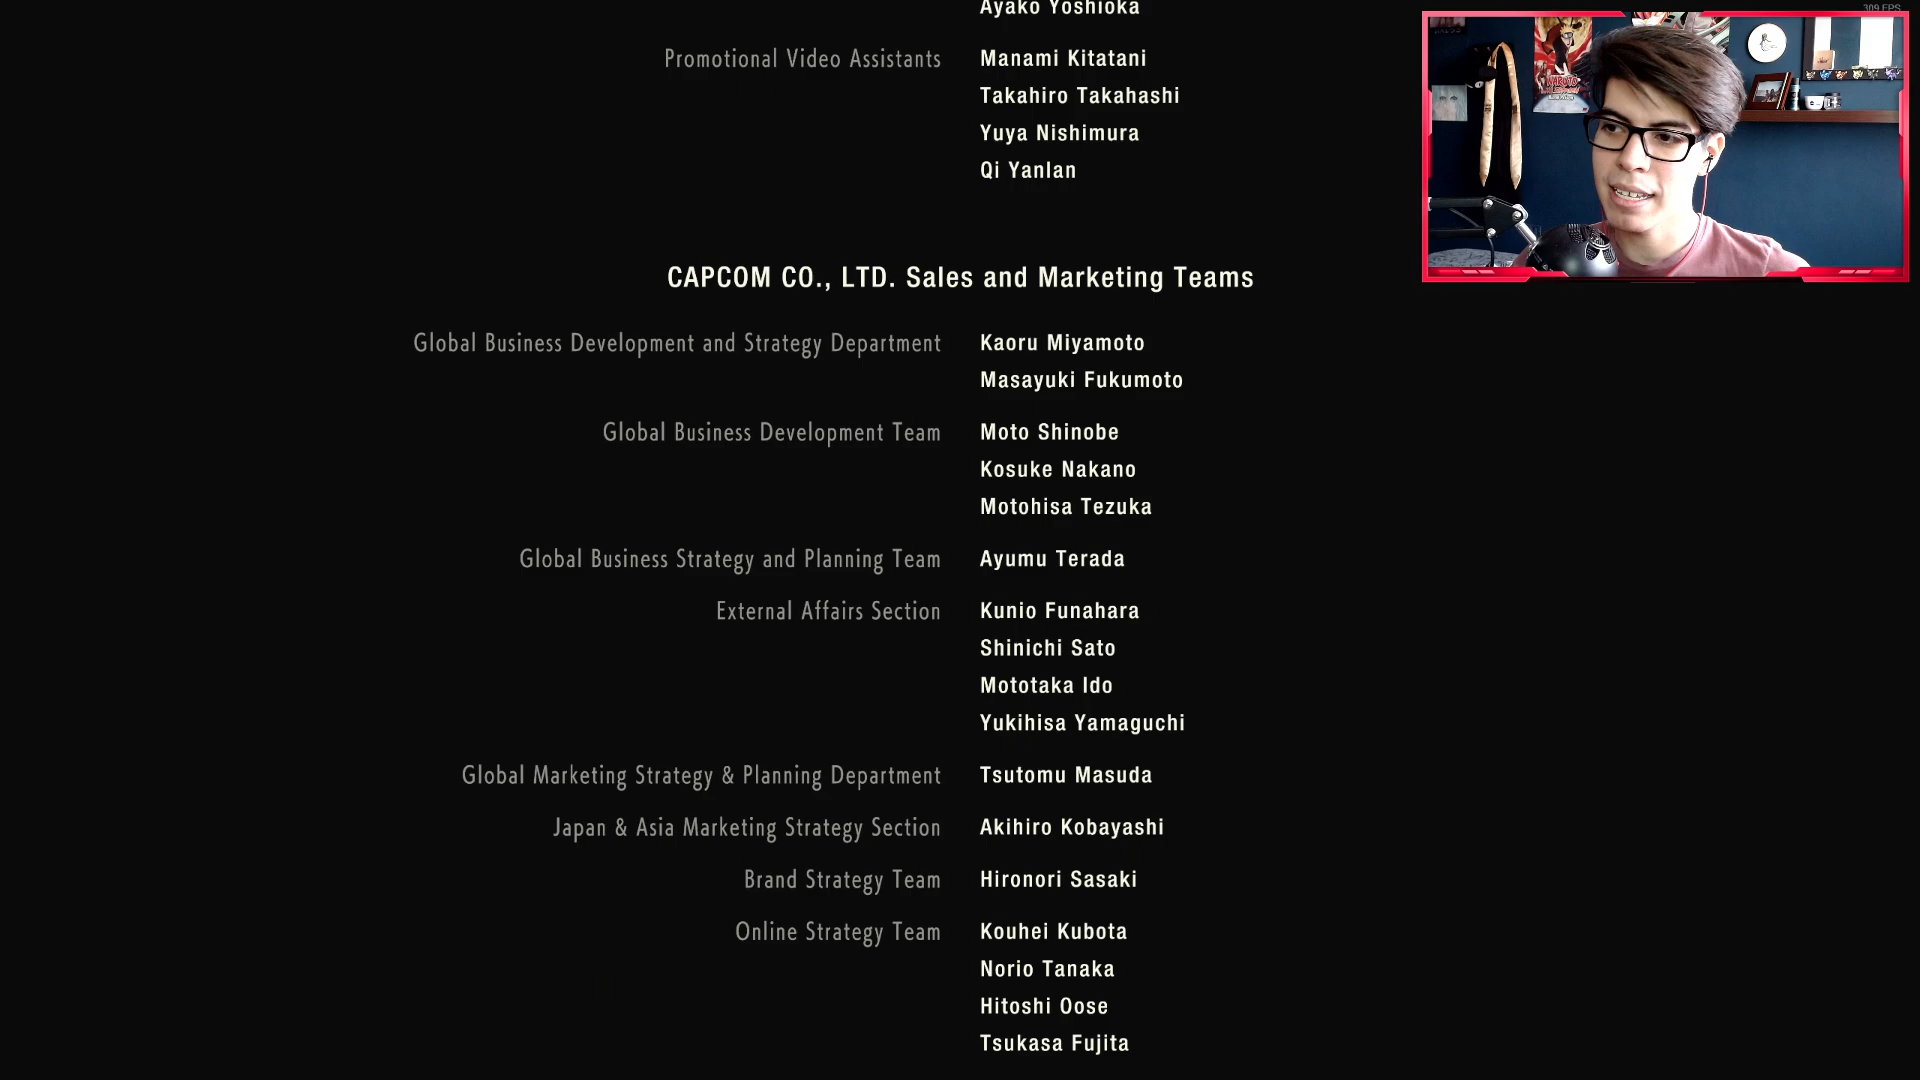 309 FPS
Ayako Yoshioka
Promotional Video Assistants Manami Kitatani
Takahiro Takahashi
Yuya Nishimura
Qi Yanlan
NARUTO
CAPCOM CO., LTD. Sales and Marketing Teams
Global Business Development and Strategy Department Kaoru Miyamoto
Masayuki Fukumoto
Global Business Development Team Moto Shinobe
Kosuke Nakano
Motohisa Tezuka
Global Business Strategy and Planning Team Ayumu Terada
External Affairs Section Kunio Funahara
Shinichi Sato
Mototaka Ido
Yukihisa Yamaguchi
Global Marketing Strategy & Planning Department Tsutomu Masuda
Japan & Asia Marketing Strategy Section Akihiro Kobayashi
Brand Strategy Team Hironori Sasaki
Online Strategy Team Kouhei Kubota
Norio Tanaka
Hitoshi Oose
Tsukasa Fujita